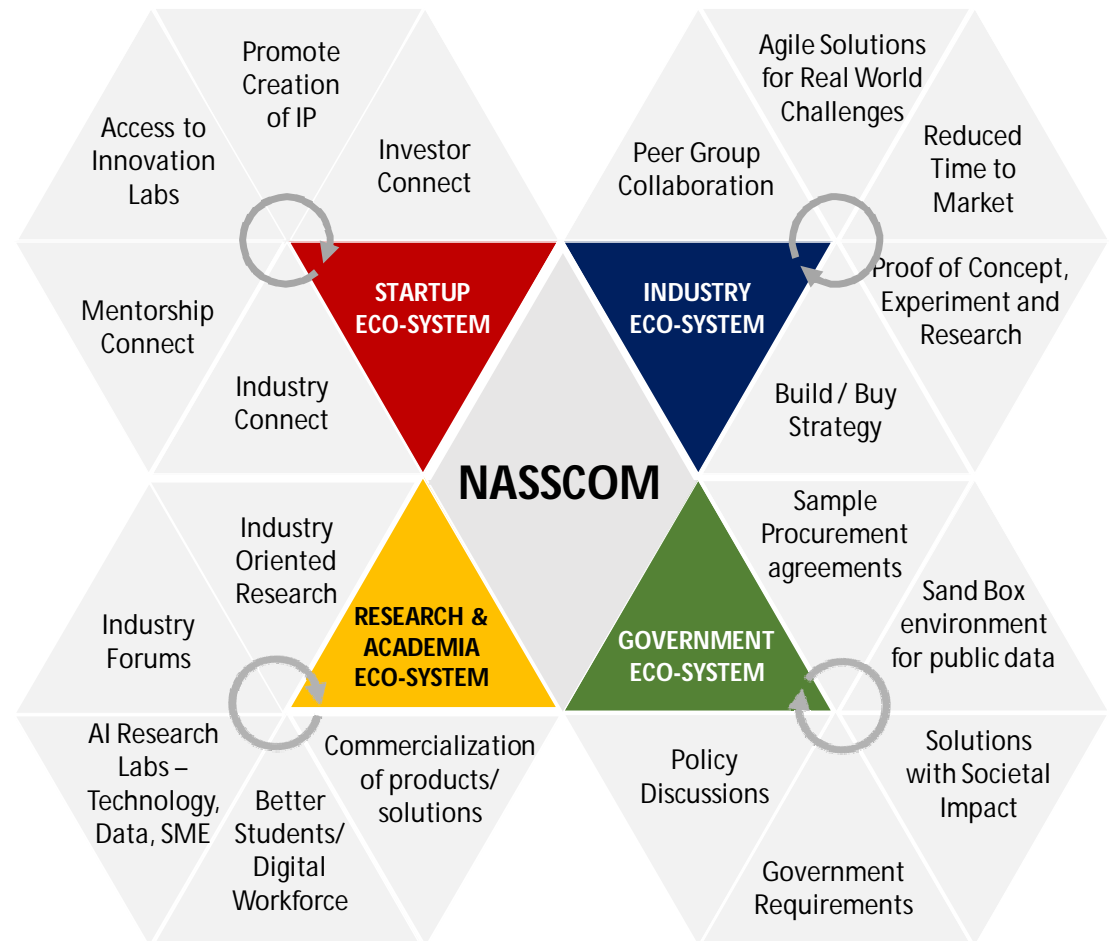 Promote
Creation
of IP
Access to
Innovation
Labs
Investor
Connect
Mentorship
Connect
Industry
Connect
STARTUP
ECO-SYSTEM
Agile Solutions
for Real World
Challenges
Peer Group
Collaboration
Reduced
Time to
Market
Proof of Concept,
Experiment and
Research
Build / Buy
Strategy
INDUSTRY
ECO-SYSTEM
NASSCOM
Industry
Oriented
Research
Industry
Forums
AI Research
Labs –
Technology,
Data, SME
Better
Students/
Digital
Workforce
Commercialization
of products/
solutions
RESEARCH &
ACADEMIA
ECO-SYSTEM
Sample
Procurement
agreements
Sand Box
environment
for public data
Solutions
with Societal
Impact
Government
Requirements
Policy
Discussions
GOVERNMENT
ECO-SYSTEM